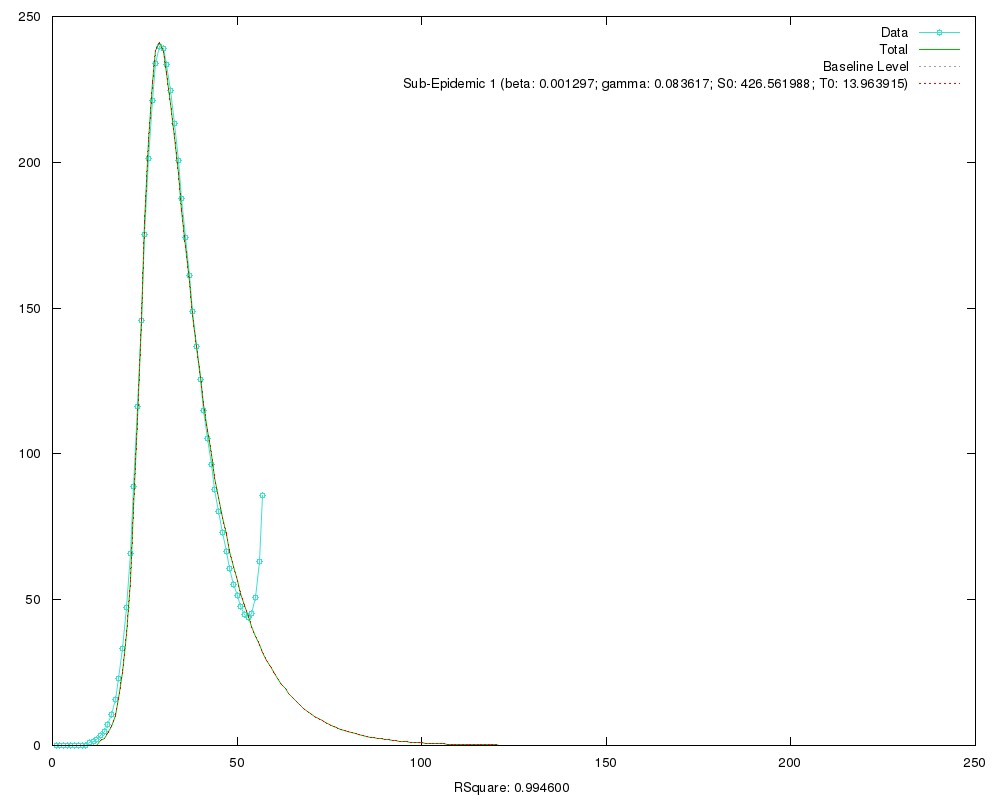 250
200
150
100
50
0
Data
Total
Baseline Level
Sub-Epidemic 1 (beta: 0.001297; gamma: 0.083617; S0: 426.561988; T0: 13.963915)
0 50 100 150 200 250
RSquare: 0.994600